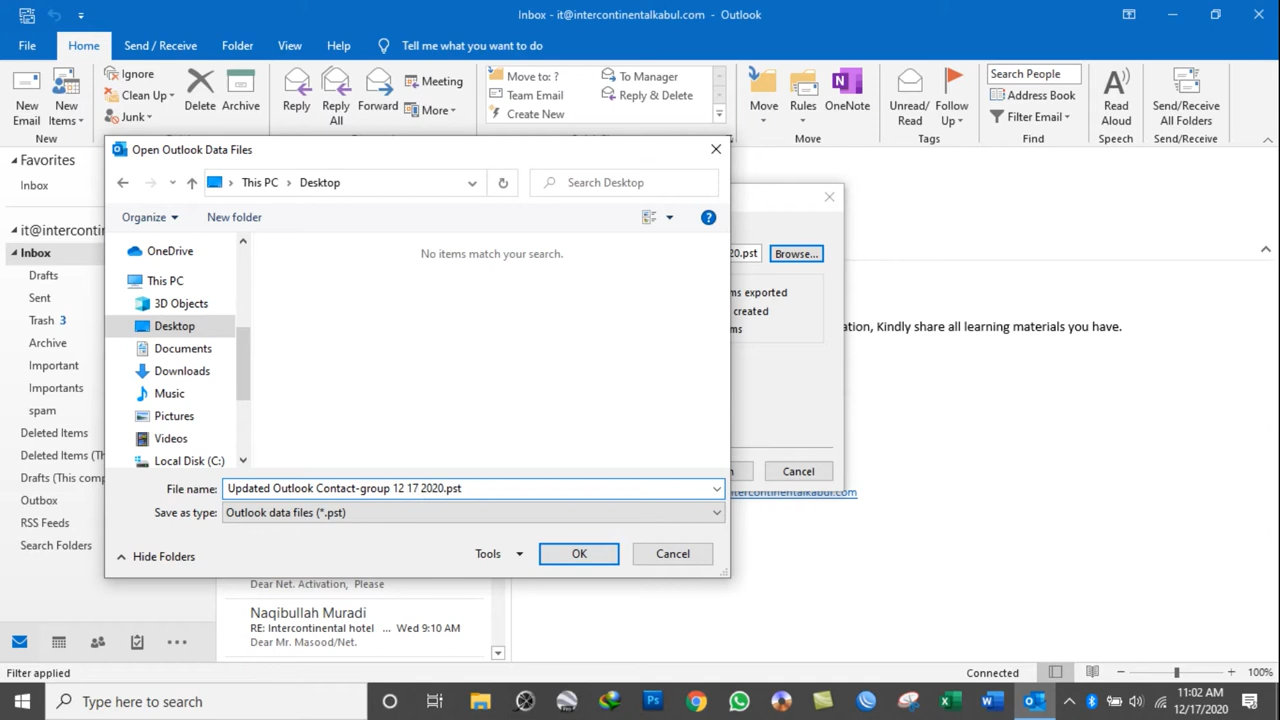 Inbox - it@intercontinentalkabul.com - Outlook
File Home Send / Receive Folder View Help Tell me what you want to do
New Email
New Items
New
Ignore
Clean Up
Junk
Delete
Archive
Reply
Reply All
Forward
Meeting
More
Move to: ?
Team Email
Create New
To Manager
Reply & Delete
Move
Rules
OneNote
Move
Unread/ Read
Follow Up
Tags
Search People
Address Book
Filter Email
Find
Read Aloud
Speech
Send/Receive All Folders
Send/Receive
Favorites
Inbox
it@interconti
Inbox
Drafts
Sent
Trash 3
Archive
Important
Importants
spam
Deleted Items
Deleted Items (Th
Drafts (This comp
Outbox
RSS Feeds
Search Folders
Open Outlook Data Files
This PC > Desktop
Search Desktop
Organize New folder
OneDrive
This PC
3D Objects
Desktop
Documents
Downloads
Music
Pictures
Videos
Local Disk (C:)
No items match your search.
File name: Updated Outlook Contact-group 12 17 2020.pst
Save as type: Outlook data files (*.pst)
Hide Folders
Tools OK Cancel
20.pst Browse...
ms exported
created
ms
Cancel
ation, Kindly share all learning materials you have.
intercontinentalkabul.com
Dear Net. Activation, Please
Naqibullah Muradi
RE: Intercontinental hotel ... Wed 9:10 AM
Dear Mr. Masood/Net.
Filter applied
Connected
100%
Type here to search
11:02 AM
12/17/2020